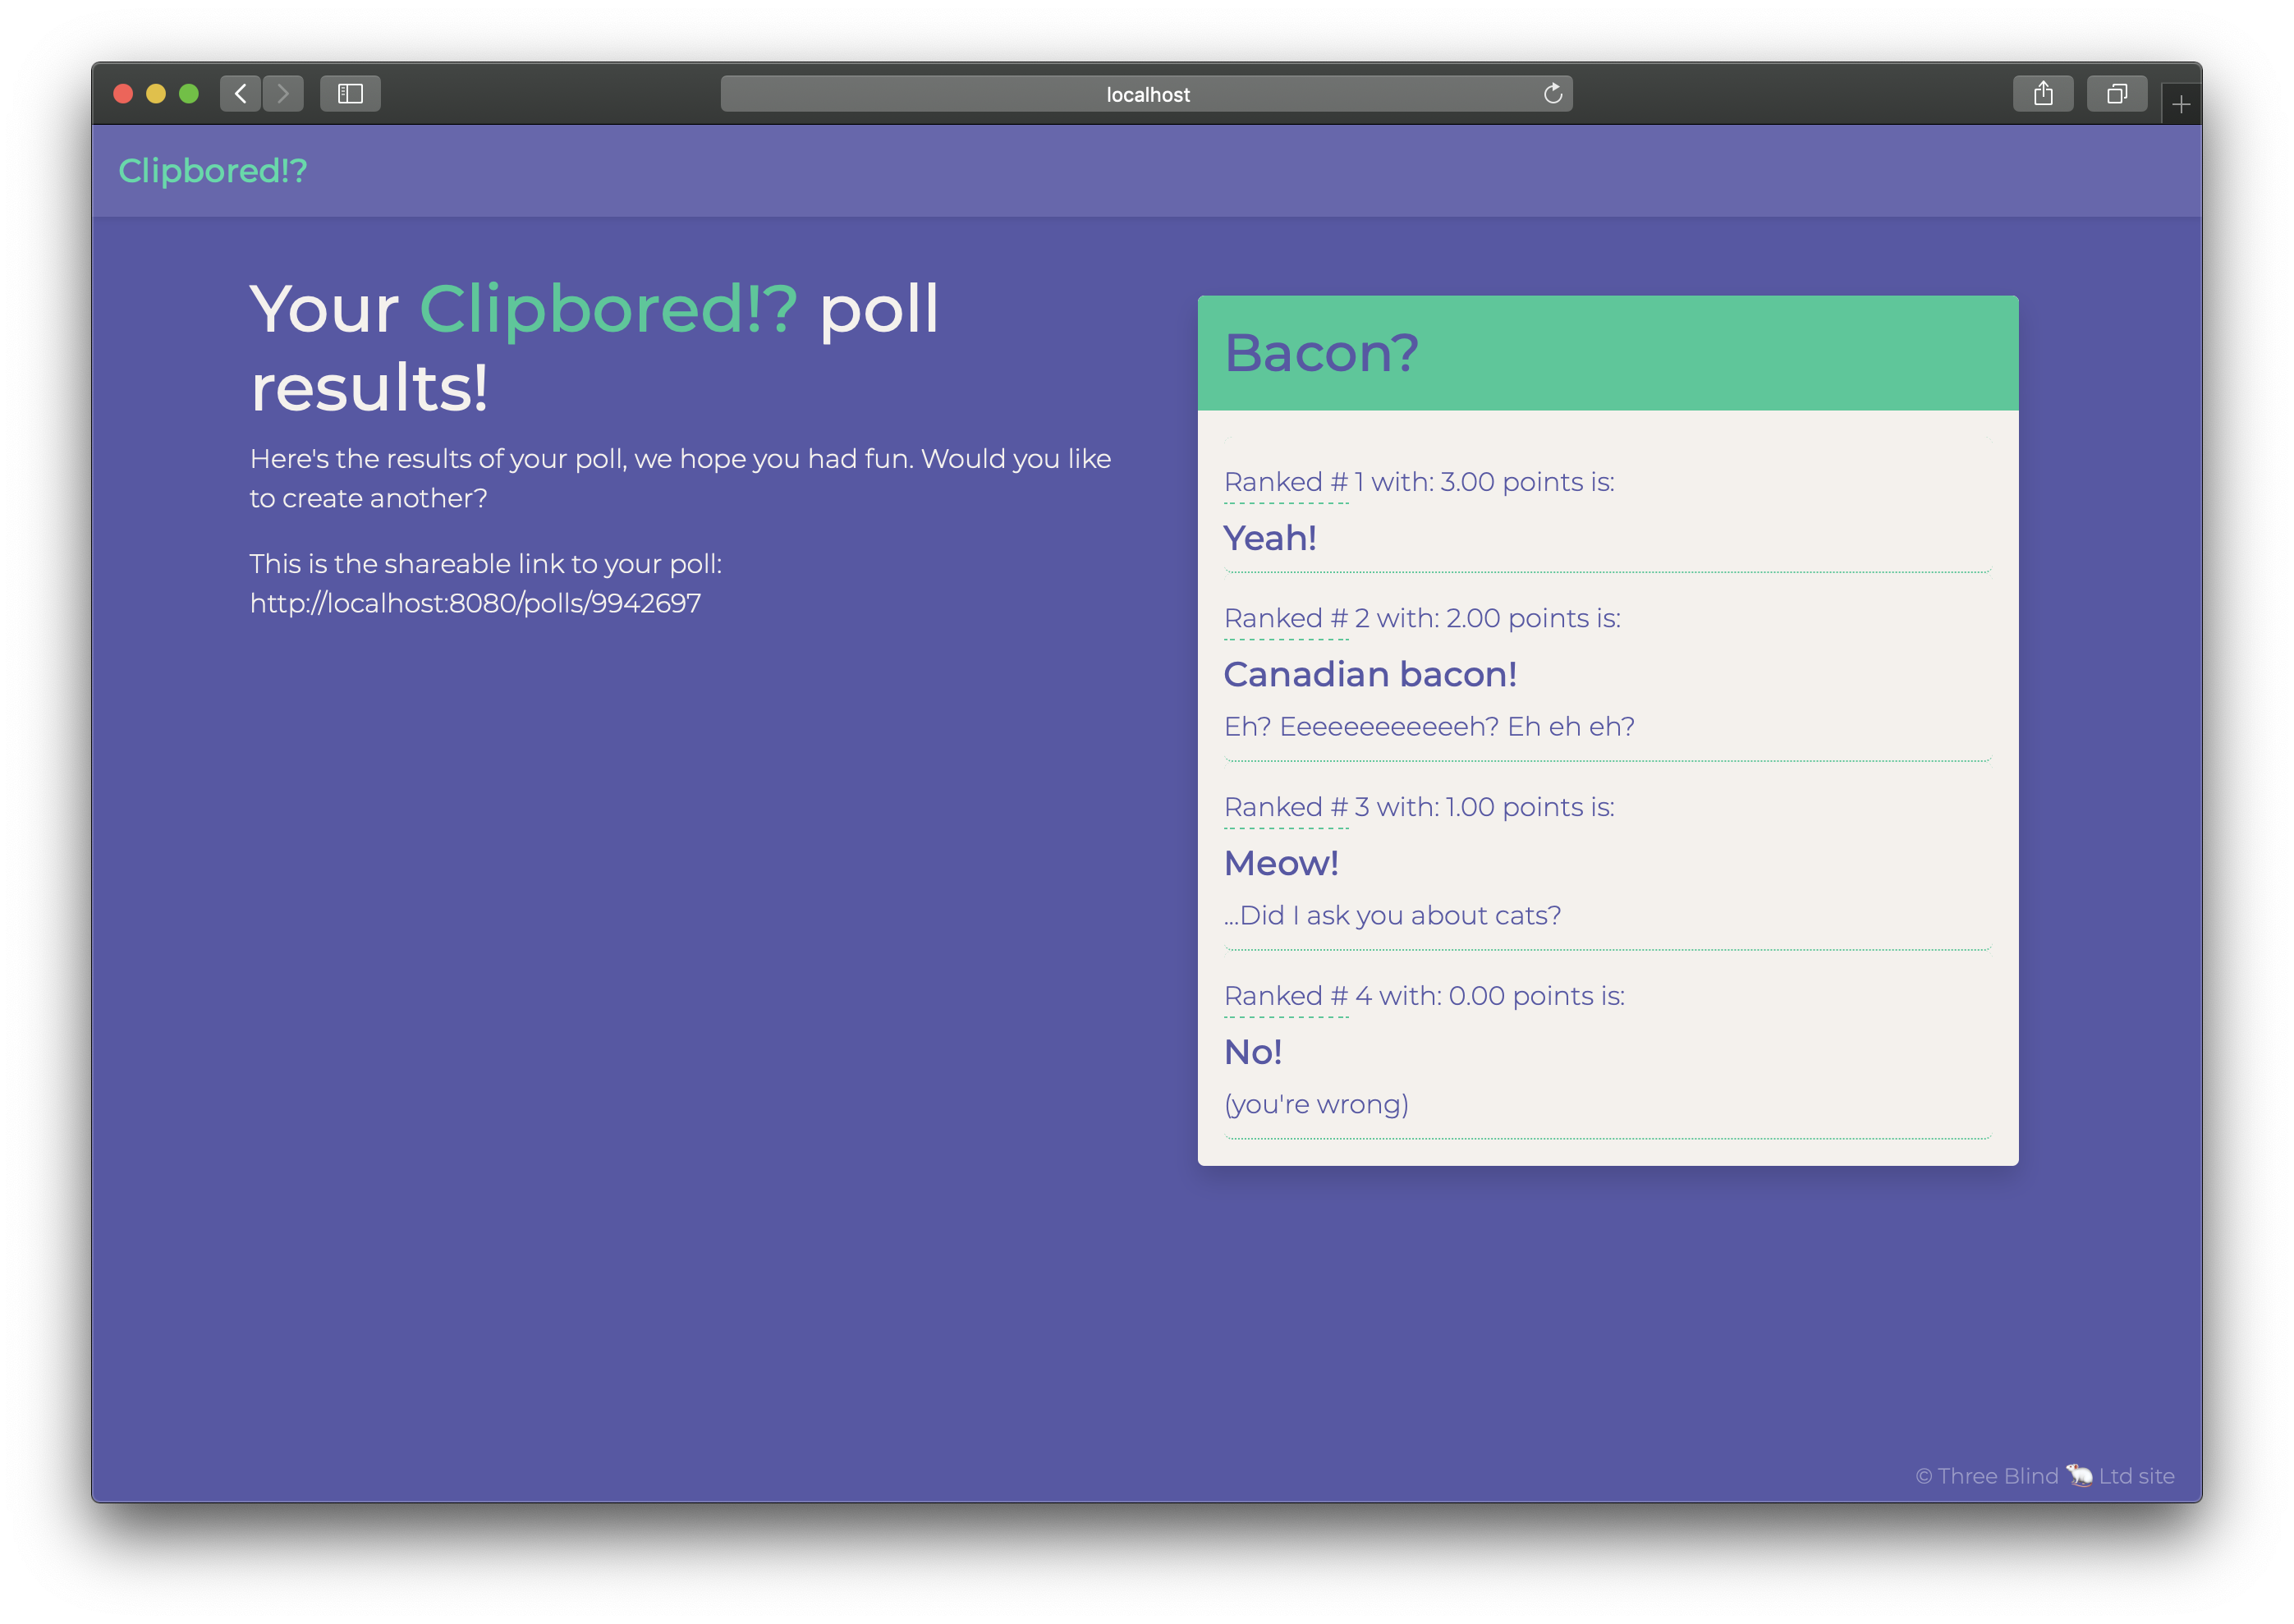 localhost
Clipbored!?
Your Clipbored!? poll
results!
Here's the results of your poll, we hope you had fun. Would you like
to create another?
This is the shareable link to your poll:
http://localhost:8080/polls/9942697
Bacon?
Ranked # 1 with: 3.00 points is:
Yeah!
Ranked # 2 with: 2.00 points is:
Canadian bacon!
Eh? Eeeeeeeeeeeeh? Eh eh eh?
Ranked # 3 with: 1.00 points is:
Meow!
...Did I ask you about cats?
Ranked # 4 with: 0.00 points is:
No!
(you're wrong)
© Three Blind 🐁 Ltd site